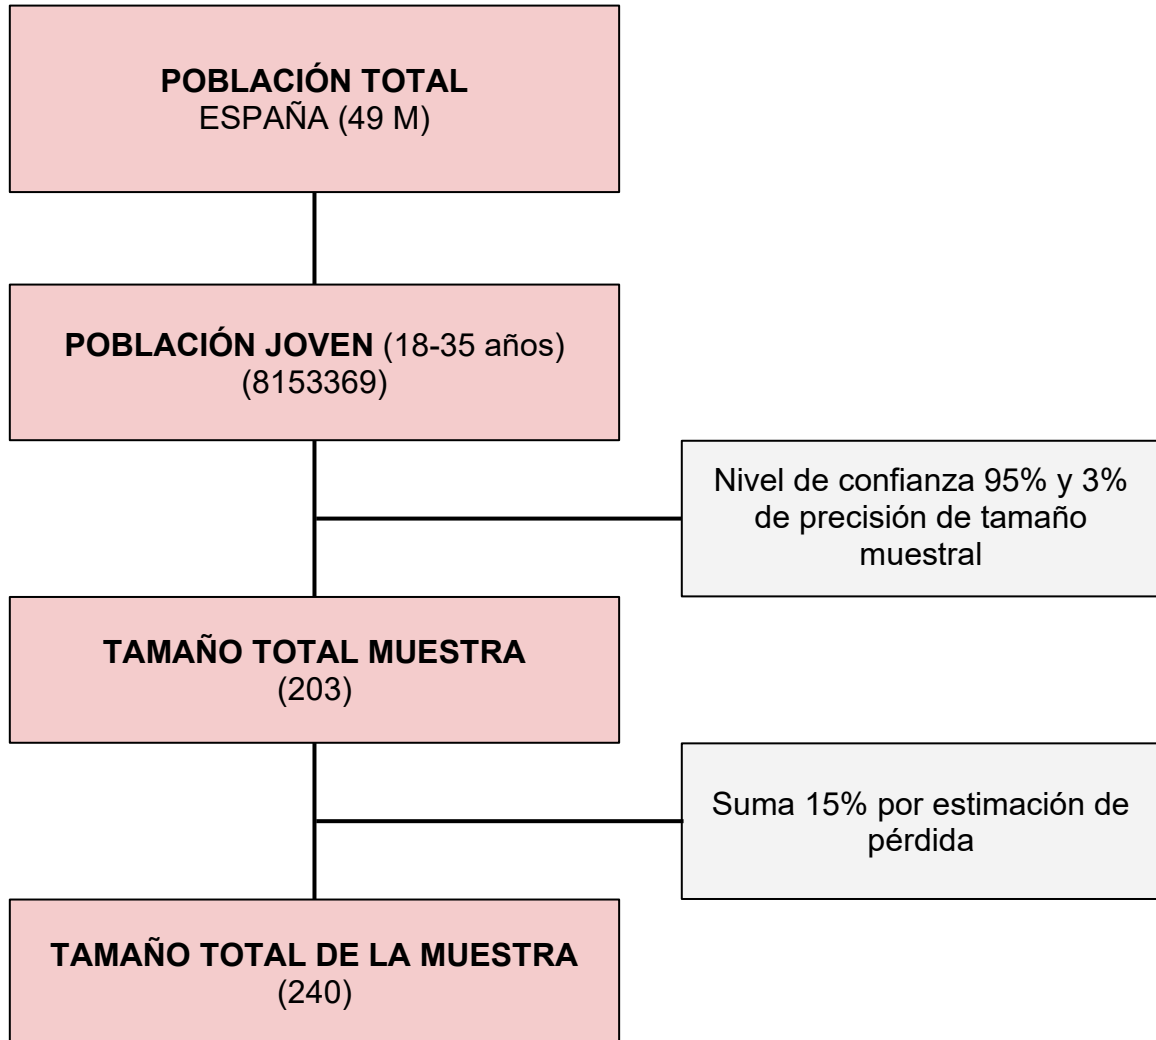 POBLACIÓN TOTAL
ESPAÑA (49 M)
POBLACIÓN JOVEN (18-35 años)
(8153369)
Nivel de confianza 95% y 3%
de precisión de tamaño
muestral
TAMAÑO TOTAL MUESTRA
(203)
Suma 15% por estimación de
pérdida
TAMAÑO TOTAL DE LA MUESTRA
(240)